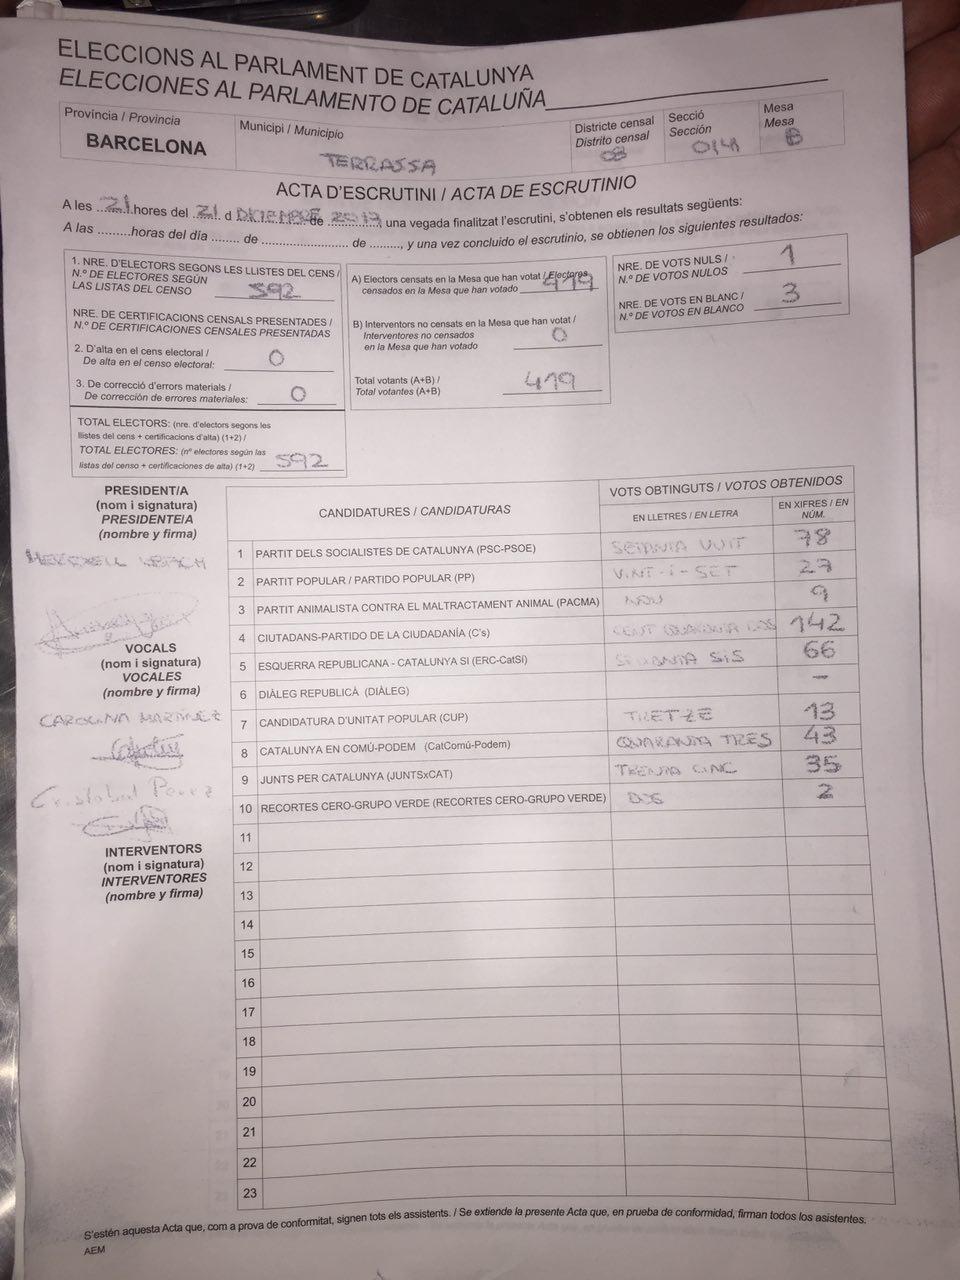 ELECCIONS AL PARLAMENT DE CATALUNYA
ELECCIONES AL PARLAMENTO DE CATALUÑA
Província / Provincia
BARCELONA
Municipi / Municipio
TERRASSA
Districte censal
Distrito censal
Secció
Sección
Mesa
Mesa
B
ACTA D'ESCRUTINI / ACTA DE ESCRUTINIO
A les ..21..hores del ..21.. d DICIEMBRE de 2017, una vegada finalitzat l'escrutini, s'obtenen els resultats següents:
A las .........horas del día ........ de ........................ de ........., y una vez concluido el escrutinio, se obtienen los siguientes resultados:
1. NRE. D'ELECTORS SEGONS LES LLISTES DEL CENS /
N.º DE ELECTORES SEGÚN
LAS LISTAS DEL CENSO 592
NRE. DE CERTIFICACIONS CENSALS PRESENTADES /
N.º DE CERTIFICACIONES CENSALES PRESENTADAS
2. D'alta en el cens electoral /
De alta en el censo electoral: 0
3. De correcció d'errors materials /
De corrección de errores materiales: 0
TOTAL ELECTORS: (nre. d'electors segons les
llistes del cens + certificacions d'alta) (1+2) /
TOTAL ELECTORES: (nº electores según las
listas del censo + certificaciones de alta) (1+2) 592
A) Electors censats en la Mesa que han votat / Electores
censados en la Mesa que han votado 419
B) Interventors no censats en la Mesa que han votat /
Interventores no censados
en la Mesa que han votado 0
Total votants (A+B) /
Total votantes (A+B) 419
NRE. DE VOTS NULS /
N.º DE VOTOS NULOS 1
NRE. DE VOTS EN BLANC /
N.º DE VOTOS EN BLANCO 3
PRESIDENT/A
(nom i signatura)
PRESIDENTE/A
(nombre y firma)
VOCALS
(nom i signatura)
VOCALES
(nombre y firma)
CAROLINA MARTINEZ
Cristobal Perez
INTERVENTORS
(nom i signatura)
INTERVENTORES
(nombre y firma)
CANDIDATURES / CANDIDATURAS
VOTS OBTINGUTS / VOTOS OBTENIDOS
EN LLETRES / EN LETRA
EN XIFRES / EN NÚM.
1 PARTIT DELS SOCIALISTES DE CATALUNYA (PSC-PSOE) SETANTA VUIT 78
2 PARTIT POPULAR / PARTIDO POPULAR (PP) VINT-I-SET 27
3 PARTIT ANIMALISTA CONTRA EL MALTRACTAMENT ANIMAL (PACMA) NOU 9
4 CIUTADANS-PARTIDO DE LA CIUDADANÍA (C's) CENT QUARANTA DOS 142
5 ESQUERRA REPUBLICANA - CATALUNYA SI (ERC-CatSí) SEIXANTA SIS 66
6 DIÀLEG REPUBLICÀ (DIÀLEG) -
7 CANDIDATURA D'UNITAT POPULAR (CUP) TRETZE 13
8 CATALUNYA EN COMÚ-PODEM (CatComú-Podem) QUARANTA TRES 43
9 JUNTS PER CATALUNYA (JUNTSxCAT) TRENTA CINC 35
10 RECORTES CERO-GRUPO VERDE (RECORTES CERO-GRUPO VERDE) DOS 2
11
12
13
14
15
16
17
18
19
20
21
22
23
S'estén aquesta Acta que, com a prova de conformitat, signen tots els assistents. / Se extiende la presente Acta que, en prueba de conformidad, firman todos los asistentes.
AEM